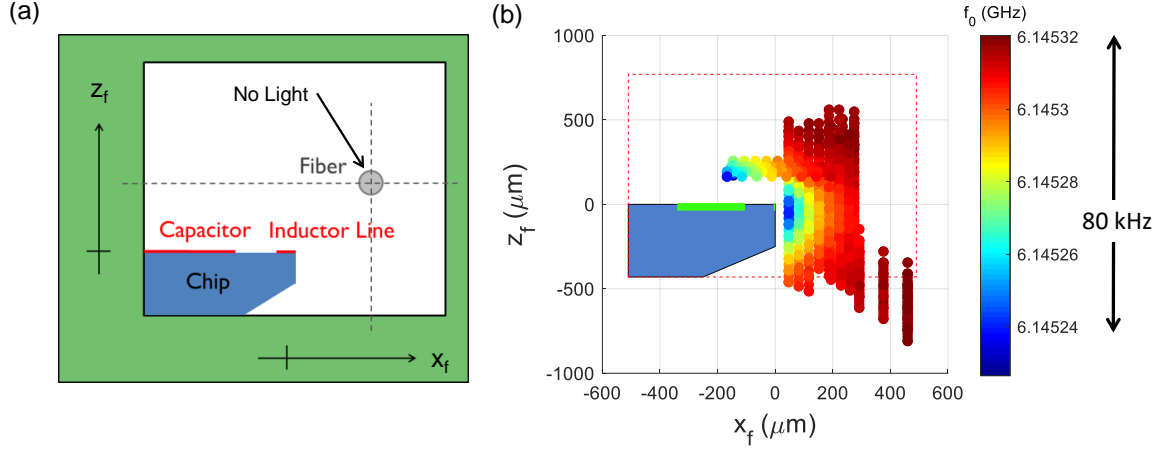 (a)
z_f
No Light
Fiber
Capacitor
Inductor Line
Chip
x_f
(b)
f_0 (GHz)
1000
500
0
-500
-1000
z_f (μm)
-600
-400
-200
0
200
400
600
x_f (μm)
6.14532
6.1453
6.14528
6.14526
6.14524
80 kHz